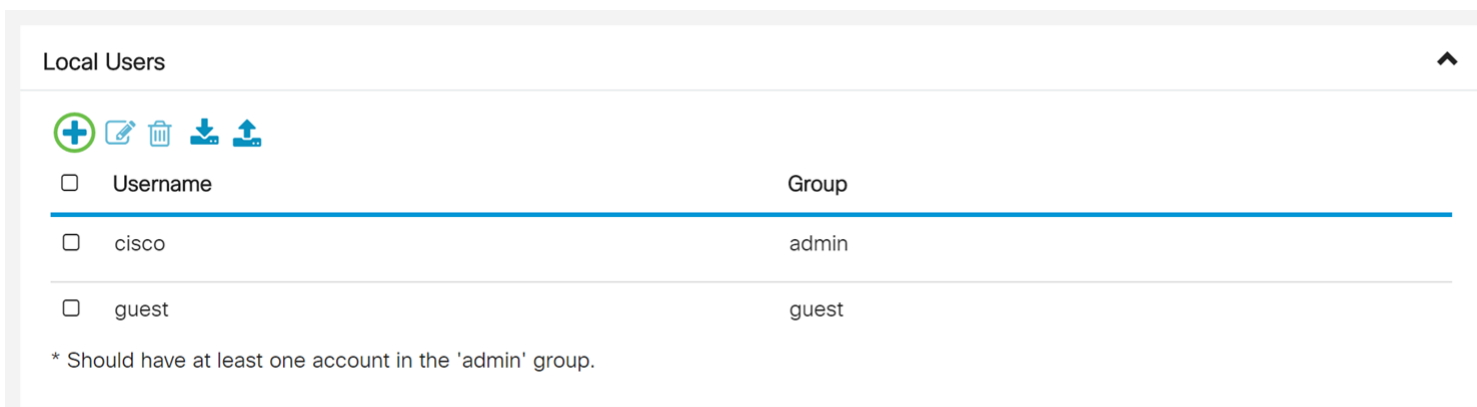 Local Users
Username Group
cisco admin
guest guest
* Should have at least one account in the 'admin' group.